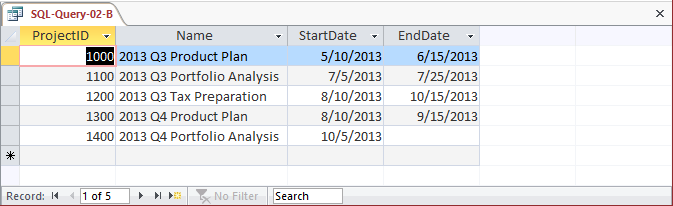 SQL-Query-02-B
ProjectID Name StartDate EndDate
1000 2013 Q3 Product Plan 5/10/2013 6/15/2013
1100 2013 Q3 Portfolio Analysis 7/5/2013 7/25/2013
1200 2013 Q3 Tax Preparation 8/10/2013 10/15/2013
1300 2013 Q4 Product Plan 8/10/2013 9/15/2013
1400 2013 Q4 Portfolio Analysis 10/5/2013
Record: 1 of 5 No Filter Search